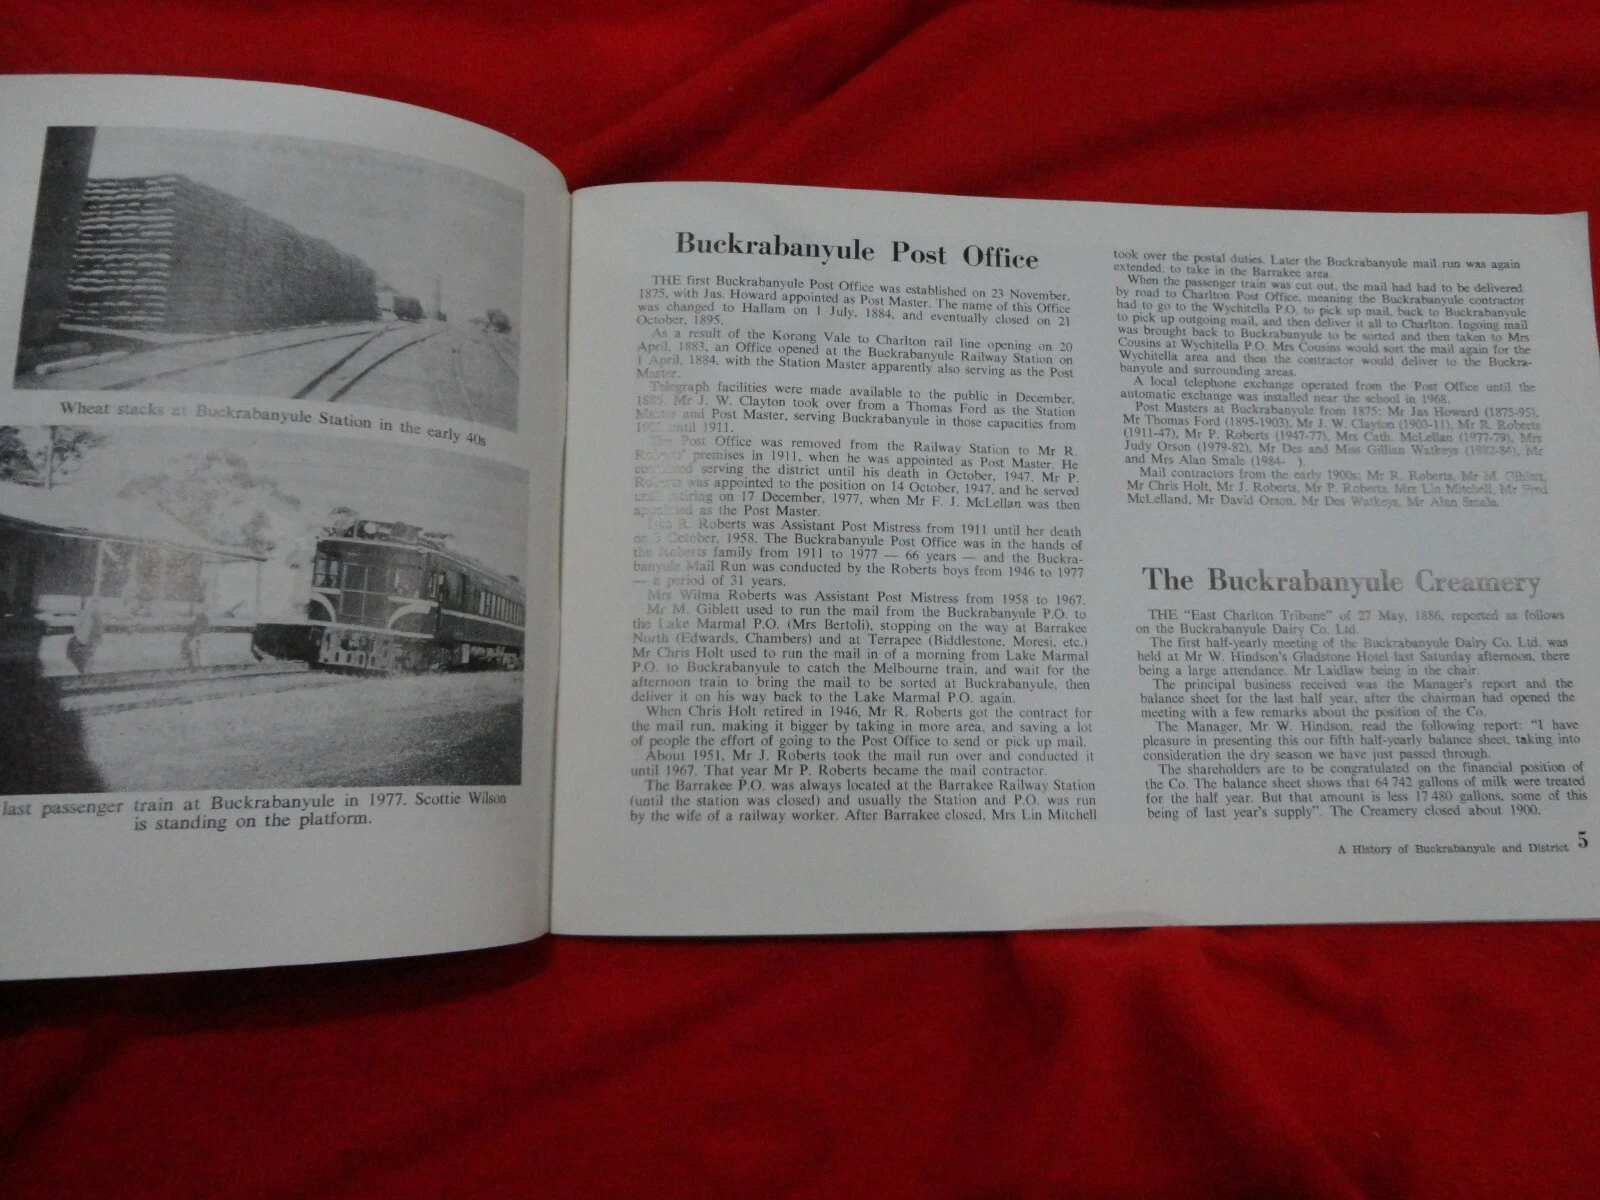 Wheat stacks at Buckrabanyule Station in the early 40s
last passenger train at Buckrabanyule in 1977. Scottie Wilson
is standing on the platform.
Buckrabanyule Post Office
THE first Buckrabanyule Post Office was established on 23 November,
1875, with Jas. Howard appointed as Post Master. The name of this Office
was changed to Hallam on 1 July, 1884, and eventually closed on 21
October, 1895.
As a result of the Korong Vale to Charlton rail line opening on 20
April, 1883, an Office opened at the Buckrabanyule Railway Station on
1 April, 1884, with the Station Master apparently also serving as the Post
Master.
Telegraph facilities were made available to the public in December,
1885. Mr J. W. Clayton took over from a Thomas Ford as the Station
Master and Post Master, serving Buckrabanyule in those capacities from
until 1911.
The Post Office was removed from the Railway Station to Mr R.
Roberts' premises in 1911, when he was appointed as Post Master. He
continued serving the district until his death in October, 1947. Mr P.
Roberts was appointed to the position on 14 October, 1947, and he served
until retiring on 17 December, 1977, when Mr F. J. McLellan was then
appointed as the Post Master.
R. Roberts was Assistant Post Mistress from 1911 until her death
on October, 1958. The Buckrabanyule Post Office was in the hands of
the Roberts family from 1911 to 1977 — 66 years — and the Buckra-
banyule Mail Run was conducted by the Roberts boys from 1946 to 1977
— a period of 31 years.
Mrs Wilma Roberts was Assistant Post Mistress from 1958 to 1967.
Mr M. Giblett used to run the mail from the Buckrabanyule P.O. to
the Lake Marmal P.O. (Mrs Bertoli), stopping on the way at Barrakee
North (Edwards, Chambers) and at Terrapee (Biddlestone, Moresi, etc.)
Mr Chris Holt used to run the mail in of a morning from Lake Marmal
P.O. to Buckrabanyule to catch the Melbourne train, and wait for the
afternoon train to bring the mail to be sorted at Buckrabanyule, then
deliver it on his way back to the Lake Marmal P.O. again.
When Chris Holt retired in 1946, Mr R. Roberts got the contract for
the mail run, making it bigger by taking in more area, and saving a lot
of people the effort of going to the Post Office to send or pick up mail.
About 1951, Mr J. Roberts took the mail run over and conducted it
until 1967. That year Mr P. Roberts became the mail contractor.
The Barrakee P.O. was always located at the Barrakee Railway Station
(until the station was closed) and usually the Station and P.O. was run
by the wife of a railway worker. After Barrakee closed, Mrs Lin Mitchell
took over the postal duties. Later the Buckrabanyule mail run was again
extended, to take in the Barrakee area.
When the passenger train was cut out, the mail had had to be delivered
by road to Charlton Post Office, meaning the Buckrabanyule contractor
had to go to the Wychitella P.O. to pick up mail, back to Buckrabanyule
to pick up outgoing mail, and then deliver it all to Charlton. Ingoing mail
was brought back to Buckrabanyule to be sorted and then taken to Mrs
Cousins at Wychitella P.O. Mrs Cousins would sort the mail again for the
Wychitella area and then the contractor would deliver to the Buckra-
banyule and surrounding areas.
A local telephone exchange operated from the Post Office until the
automatic exchange was installed near the school in 1968.
Post Masters at Buckrabanyule from 1875: Mr Jas Howard (1875-95),
Mr Thomas Ford (1895-1903), Mr J. W. Clayton (1903-11), Mr R. Roberts
(1911-47), Mr P. Roberts (1947-77), Mrs Cath. McLellan (1977-79), Mrs
Judy Orson (1979-82), Mr Des and Miss Gillian Watkeys (1982-84), Mr
and Mrs Alan Smale (1984- ).
Mail contractors from the early 1900s: Mr R. Roberts, Mr M. Giblett,
Mr Chris Holt, Mr J. Roberts, Mr P. Roberts, Mrs Lin Mitchell, Mr Fred
McLelland, Mr David Orson, Mr Des Watkeys, Mr Alan Smale.
The Buckrabanyule Creamery
THE "East Charlton Tribune" of 27 May, 1886, reported as follows
on the Buckrabanyule Dairy Co. Ltd.
The first half-yearly meeting of the Buckrabanyule Dairy Co. Ltd. was
held at Mr W. Hindson's Gladstone Hotel last Saturday afternoon, there
being a large attendance, Mr Laidlaw being in the chair.
The principal business received was the Manager's report and the
balance sheet for the last half year, after the chairman had opened the
meeting with a few remarks about the position of the Co.
The Manager, Mr W. Hindson, read the following report: "I have
pleasure in presenting this our fifth half-yearly balance sheet, taking into
consideration the dry season we have just passed through.
The shareholders are to be congratulated on the financial position of
the Co. The balance sheet shows that 64 742 gallons of milk were treated
for the half year. But that amount is less 17 480 gallons, some of this
being of last year's supply". The Creamery closed about 1900.
A History of Buckrabanyule and District 5